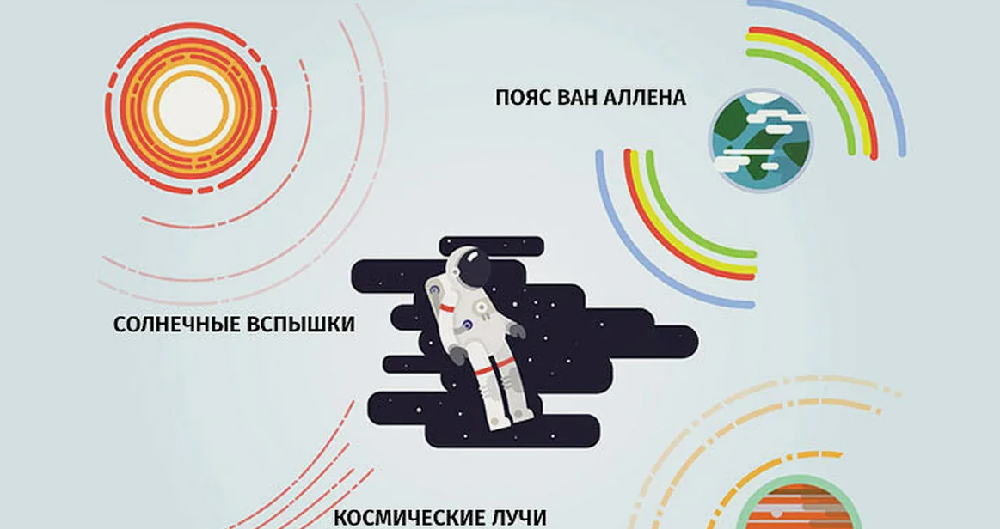 ПОЯС ВАН АЛЛЕНА
СОЛНЕЧНЫЕ ВСПЫШКИ
КОСМИЧЕСКИЕ ЛУЧИ